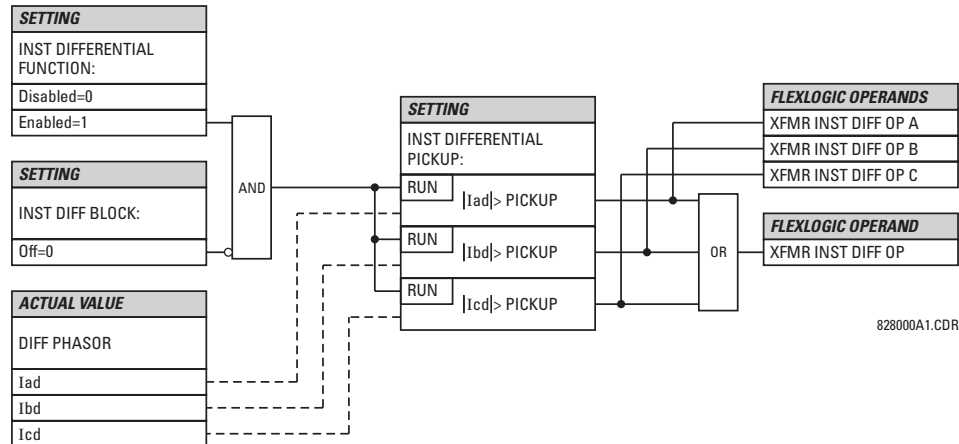 SETTING
INST DIFFERENTIAL
FUNCTION:
Disabled=0
Enabled=1
SETTING
INST DIFF BLOCK:
Off=0
ACTUAL VALUE
DIFF PHASOR
Iad
Ibd
Icd
AND
SETTING
INST DIFFERENTIAL
PICKUP:
RUN
|Iad|> PICKUP
RUN
|Ibd|> PICKUP
RUN
|Icd|> PICKUP
OR
FLEXLOGIC OPERANDS
XFMR INST DIFF OP A
XFMR INST DIFF OP B
XFMR INST DIFF OP C
FLEXLOGIC OPERAND
XFMR INST DIFF OP
828000A1.CDR